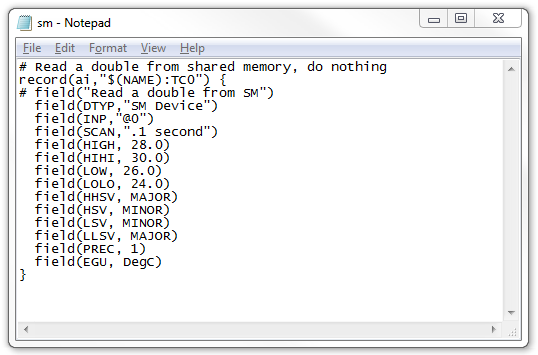 sm - Notepad
File Edit Format View Help
# Read a double from shared memory, do nothing
record(ai,"$(NAME):TC0") {
# field("Read a double from SM")
  field(DTYP,"SM Device")
  field(INP,"@0")
  field(SCAN,".1 second")
  field(HIGH, 28.0)
  field(HIHI, 30.0)
  field(LOW, 26.0)
  field(LOLO, 24.0)
  field(HHSV, MAJOR)
  field(HSV, MINOR)
  field(LSV, MINOR)
  field(LLSV, MAJOR)
  field(PREC, 1)
  field(EGU, DegC)
}